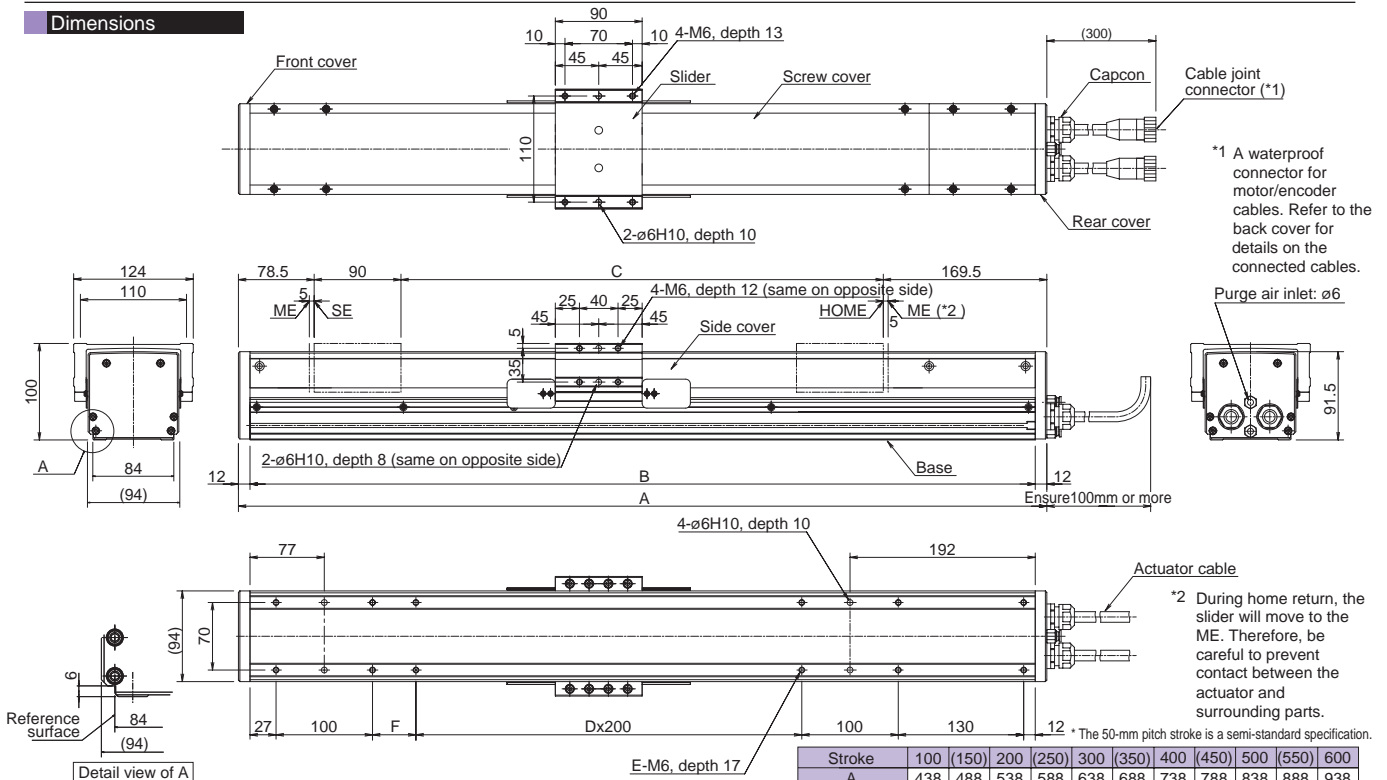 Dimensions
90
10
70
10
4-M6, depth 13
45
45
(300)
Front cover
Slider
Screw cover
Capcon
Cable joint
connector (*1)
110
*1 A waterproof
connector for
motor/encoder
cables. Refer to the
back cover for
details on the
connected cables.
Rear cover
2-ø6H10, depth 10
124
110
78.5
90
C
169.5
5
ME
SE
25
40
25
4-M6, depth 12 (same on opposite side)
HOME
ME (*2 )
5
Purge air inlet: ø6
45
45
Side cover
5
35
100
91.5
A
84
(94)
2-ø6H10, depth 8 (same on opposite side)
Base
12
B
12
A
Ensure100mm or more
4-ø6H10, depth 10
77
192
Actuator cable
*2 During home return, the
slider will move to the
ME. Therefore, be
careful to prevent
contact between the
actuator and
surrounding parts.
(94)
70
6
Reference
surface
84
(94)
27
100
F
Dx200
100
130
12
* The 50-mm pitch stroke is a semi-standard specification.
Detail view of A
E-M6, depth 17
Stroke 100 (150) 200 (250) 300 (350) 400 (450) 500 (550) 600
A 438 488 538 588 638 688 738 788 838 888 938